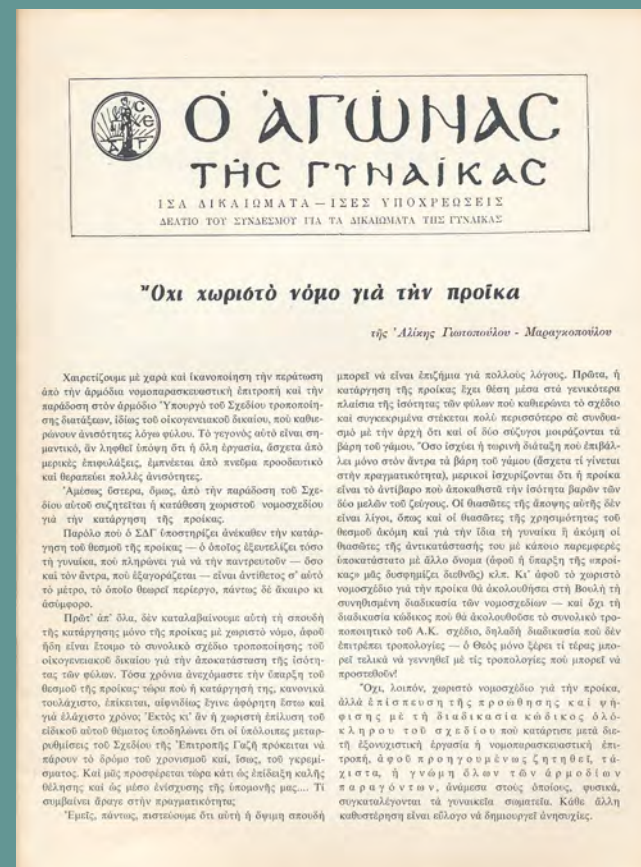 Ὁ ἈΓΩΝΑC
ΤΗC ΓΥΝΑΙΚΑC
ΙΣΑ ΔΙΚΑΙΩΜΑΤΑ — ΙΣΕΣ ΥΠΟΧΡΕΩΣΕΙΣ
ΔΕΛΤΙΟ ΤΟΥ ΣΥΝΔΕΣΜΟΥ ΓΙΑ ΤΑ ΔΙΚΑΙΩΜΑΤΑ ΤΗΣ ΓΥΝΑΙΚΑΣ
Ὄχι χωριστὸ νόμο γιὰ τὴν προῖκα
τῆς Ἀλίκης Γιωτοπούλου - Μαραγκοπούλου
Χαιρετίζουμε μὲ χαρὰ καὶ ἱκανοποίηση τὴν περάτωση
ἀπὸ τὴν ἁρμόδια νομοπαρασκευαστικὴ ἐπιτροπὴ καὶ τὴν
παράδοση στὸν ἁρμόδιο Ὑπουργὸ τοῦ Σχεδίου τροποποίη-
σης διατάξεων, ἰδίως τοῦ οἰκογενειακοῦ δικαίου, ποὺ καθιε-
ρώνουν ἀνισότητες λόγω φύλου. Τὸ γεγονὸς αὐτὸ εἶναι ση-
μαντικό, ἂν ληφθεῖ ὑπόψη ὅτι ἡ ὅλη ἐργασία, ἄσχετα ἀπὸ
μερικὲς ἐπιφυλάξεις, ἐμπνέεται ἀπὸ πνεῦμα προοδευτικὸ
καὶ θεραπεύει πολλὲς ἀνισότητες.
Ἀμέσως ὕστερα, ὅμως, ἀπὸ τὴν παράδοση τοῦ Σχε-
δίου αὐτοῦ συζητεῖται ἡ κατάθεση χωριστοῦ νομοσχεδίου
γιὰ τὴν κατάργηση τῆς προίκας.
Παρόλο ποὺ ὁ ΣΔΓ ὑποστηρίζει ἀνέκαθεν τὴν κατάρ-
γηση τοῦ θεσμοῦ τῆς προίκας — ὁ ὁποῖος ἐξευτελίζει τόσο
τὴ γυναίκα, ποὺ πληρώνει γιὰ νὰ τὴν παντρευτοῦν — ὅσο
καὶ τὸν ἄντρα, ποὺ ἐξαγοράζεται — εἶναι ἀντίθετος σ' αὐτὸ
τὸ μέτρο, τὸ ὁποῖο θεωρεῖ περίεργο, πάντως δὲ ἄκαιρο κι
ἀσύμφορο.
Πρῶτ' ἀπ' ὅλα, δὲν καταλαβαίνουμε αὐτὴ τὴ σπουδὴ
τῆς κατάργησης μόνο τῆς προίκας μὲ χωριστὸ νόμο, ἀφοῦ
ἤδη εἶναι ἕτοιμο τὸ συνολικὸ σχέδιο τροποποίησης τοῦ
οἰκογενειακοῦ δικαίου γιὰ τὴν ἀποκατάσταση τῆς ἰσότη-
τας τῶν φύλων. Τόσα χρόνια ἀνεχόμαστε τὴν ὕπαρξη τοῦ
θεσμοῦ τῆς προίκας· τώρα ποὺ ἡ κατάργησή της, κανονικὰ
τουλάχιστο, ἐπίκειται, αἰφνιδίως ἔγινε ἀφόρητη ἔστω καὶ
γιὰ ἐλάχιστο χρόνο; Ἐκτὸς κι' ἂν ἡ χωριστὴ ἐπίλυση τοῦ
εἰδικοῦ αὐτοῦ θέματος ὑποδηλώνει ὅτι οἱ ὑπόλοιπες μεταρ-
ρυθμίσεις τοῦ Σχεδίου τῆς Ἐπιτροπῆς Γαζῆ πρόκειται νὰ
πάρουν τὸ δρόμο τοῦ χρονισμοῦ καί, ἴσως, τοῦ γκερεμί-
σματος. Καὶ μᾶς προσφέρεται τώρα κάτι ὡς ἐπίδειξη καλῆς
θέλησης καὶ ὡς μέσο ἐνίσχυσης τῆς ὑπομονῆς μας.... Τί
συμβαίνει ἄραγε στὴν πραγματικότητα;
Ἐμεῖς, πάντως, πιστεύουμε ὅτι αὐτὴ ἡ ὄψιμη σπουδὴ
μπορεῖ νὰ εἶναι ἐπιζήμια γιὰ πολλοὺς λόγους. Πρῶτα, ἡ
κατάργηση τῆς προίκας ἔχει θέση μέσα στὰ γενικότερα
πλαίσια τῆς ἰσότητας τῶν φύλων ποὺ καθιερώνει τὸ σχέδιο
καὶ συγκεκριμένα στέκεται πολὺ περισσότερο σὲ συνδυα-
σμὸ μὲ τὴν ἀρχὴ ὅτι καὶ οἱ δύο σύζυγοι μοιράζονται τὰ
βάρη τοῦ γάμου. Ὅσο ἰσχύει ἡ τωρινὴ διάταξη ποὺ ἐπιβάλ-
λει μόνο στὸν ἄντρα τὰ βάρη τοῦ γάμου (ἄσχετα τί γίνεται
στὴν πραγματικότητα), μερικοὶ ἰσχυρίζονται ὅτι ἡ προίκα
εἶναι τὸ ἀντίβαρο ποὺ ἀποκαθιστᾶ τὴν ἰσότητα βαρῶν τῶν
δύο μελῶν τοῦ ζεύγους. Οἱ θιασῶτες τῆς ἄποψης αὐτῆς δὲν
εἶναι λίγοι, ὅπως καὶ οἱ θιασῶτες τῆς χρησιμότητας τοῦ
θεσμοῦ ἀκόμη καὶ γιὰ τὴν ἴδια τὴ γυναίκα ἢ ἀκόμη οἱ
θιασῶτες τῆς ἀντικατάστασής του μὲ κάποιο παρεμφερὲς
ὑποκατάστατο μὲ ἄλλο ὄνομα (ἀφοῦ ἡ ὕπαρξη τῆς «προί-
κας» μᾶς δυσφημίζει διεθνῶς) κλπ. Κι' ἀφοῦ τὸ χωριστὸ
νομοσχέδιο γιὰ τὴν προίκα θὰ ἀκολουθήσει στὴ Βουλὴ τὴ
συνηθισμένη διαδικασία τῶν νομοσχεδίων — καὶ ὄχι τὴ
διαδικασία κώδικος ποὺ θὰ ἀκολουθοῦσε τὸ συνολικὸ τρο-
ποποιητικὸ τοῦ Α.Κ. σχέδιο, δηλαδὴ διαδικασία ποὺ δὲν
ἐπιτρέπει τροπολογίες — ὁ Θεὸς μόνο ξέρει τί τέρας μπο-
ρεῖ τελικὰ νὰ γεννηθεῖ μὲ τὶς τροπολογίες ποὺ μπορεῖ νὰ
προστεθοῦν!
Ὄχι, λοιπόν, χωριστὸ νομοσχέδιο γιὰ τὴν προίκα,
ἀλλὰ ἐπίσπευση τῆς προώθησης καὶ ψή-
φισης μὲ τὴ διαδικασία κώδικος ὁλό-
κληρου τοῦ σχεδίου ποὺ κατάρτισε μετὰ διε-
τῆ ἐξονυχιστικὴ ἐργασία ἡ νομοπαρασκευαστικὴ ἐπι-
τροπή, ἀφοῦ προηγουμένως ζητηθεῖ, τά-
χιστα, ἡ γνώμη ὅλων τῶν ἁρμοδίων
παραγόντων, ἀνάμεσα στοὺς ὁποίους, φυσικά,
συγκαταλέγονται τὰ γυναικεῖα σωματεῖα. Κάθε ἄλλη
καθυστέρηση εἶναι εὔλογο νὰ δημιουργεῖ ἀνησυχίες.